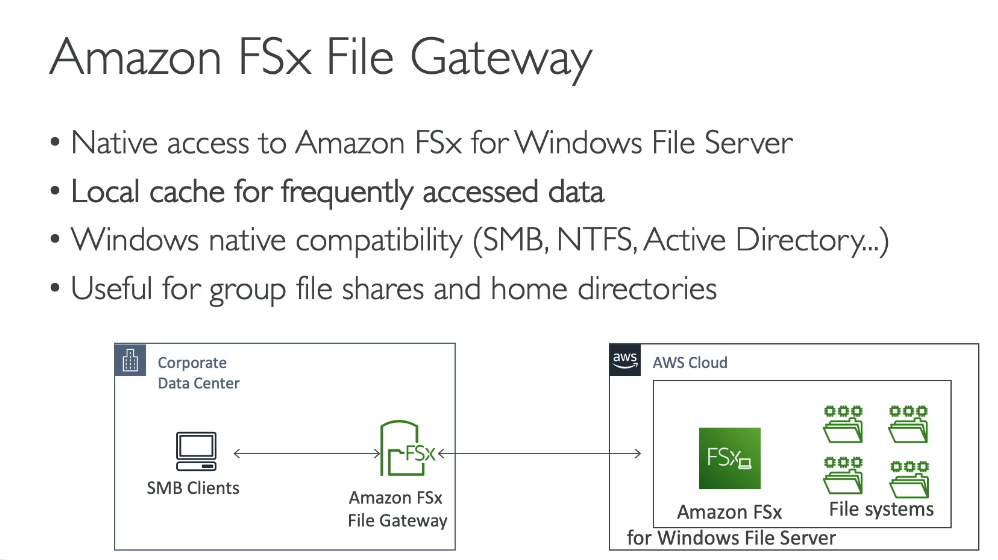 Amazon FSx File Gateway
• Native access to Amazon FSx for Windows File Server
• Local cache for frequently accessed data
• Windows native compatibility (SMB, NTFS, Active Directory...)
• Useful for group file shares and home directories
Corporate
Data Center
SMB Clients
FSx
Amazon FSx
File Gateway
aws
AWS Cloud
FSx
Amazon FSx
for Windows File Server
File systems